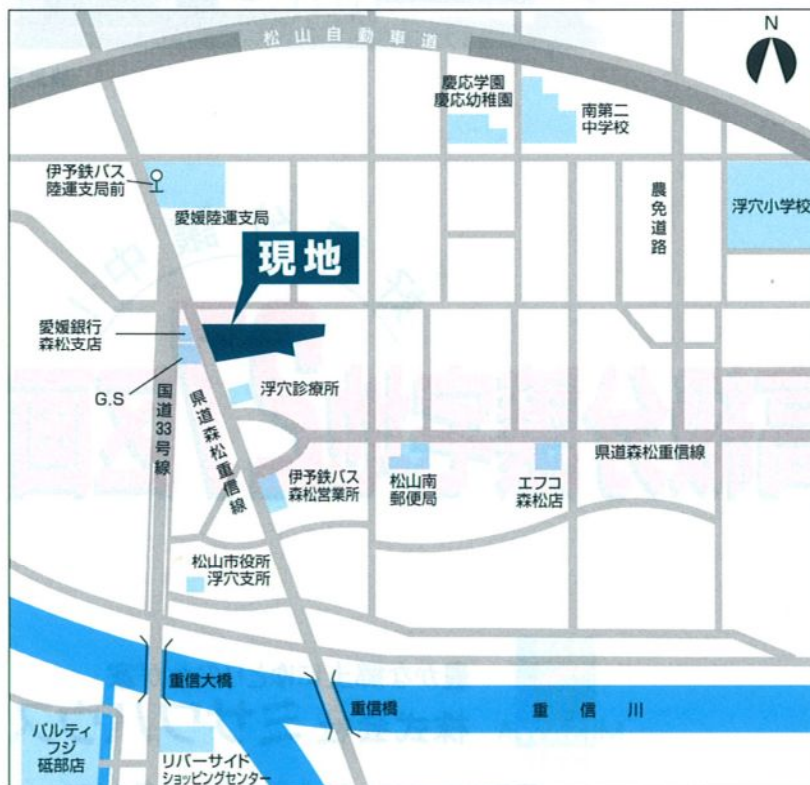 N
松山自動車道
慶応学園
慶応幼稚園
南第二
中学校
伊予鉄バス
陸運支局前
愛媛陸運支局
農免道路
浮穴小学校
現地
愛媛銀行
森松支店
G.S
国道33号線
県道森松重信線
浮穴診療所
県道森松重信線
伊予鉄バス
森松営業所
松山南
郵便局
エフコ
森松店
松山市役所
浮穴支所
重信大橋
重信橋
重信川
パルティ
フジ
砥部店
リバーサイド
ショッピングセンター